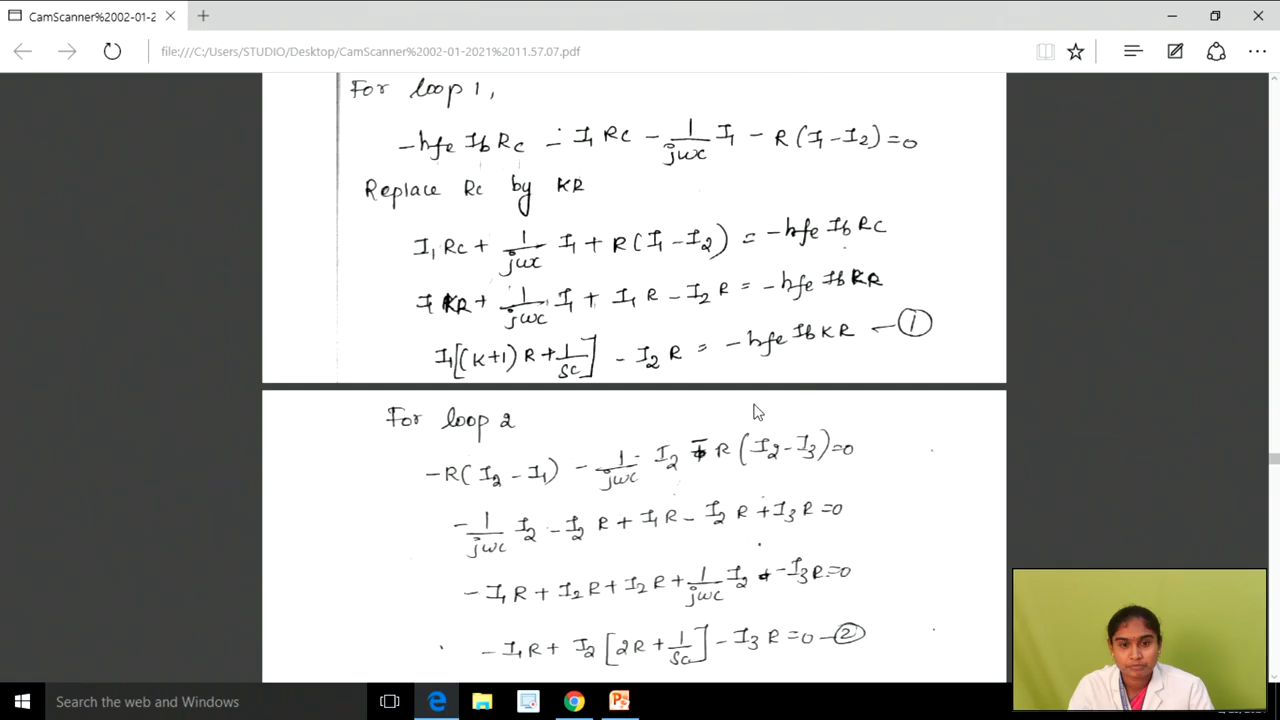 CamScanner%2002-01-2
file:///C:/Users/STUDIO/Desktop/CamScanner%2002-01-2021%2011.57.07.pdf
For loop 1,
-hfe Ib Rc - I1 RC - 1/jωc I1 - R (I1 - I2) = 0
Replace Rc by KR
I1 Rc + 1/jωc I1 + R(I1 - I2) = -hfe Ib Rc
I1 KR + 1/jωc I1 + I1 R - I2 R = -hfe Ib KR
I1[(K+1) R + 1/sc] - I2 R = -hfe Ib KR - ①
For loop 2
-R(I2 - I1) - 1/jωc I2 - R (I2 - I3) = 0
- 1/jωc I2 - I2 R + I1 R - I2 R + I3 R = 0
- I1 R + I2 R + I2 R + 1/jωc I2 - I3 R = 0
- I1 R + I2 [2R + 1/sc] - I3 R = 0 - ②
Search the web and Windows